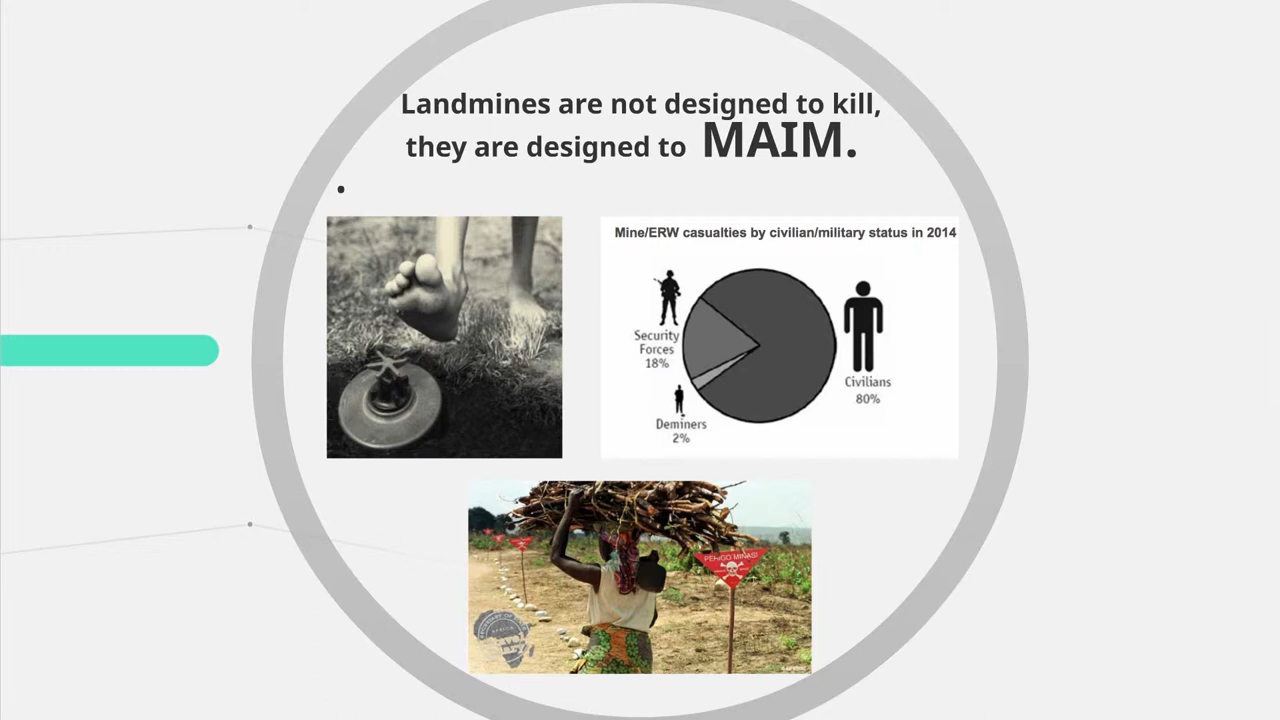 Landmines are not designed to kill,
they are designed to MAIM.
•
Mine/ERW casualties by civilian/military status in 2014
Security
Forces
18%
Civilians
80%
Deminers
2%
PERIGO MINAS!
AFRICA